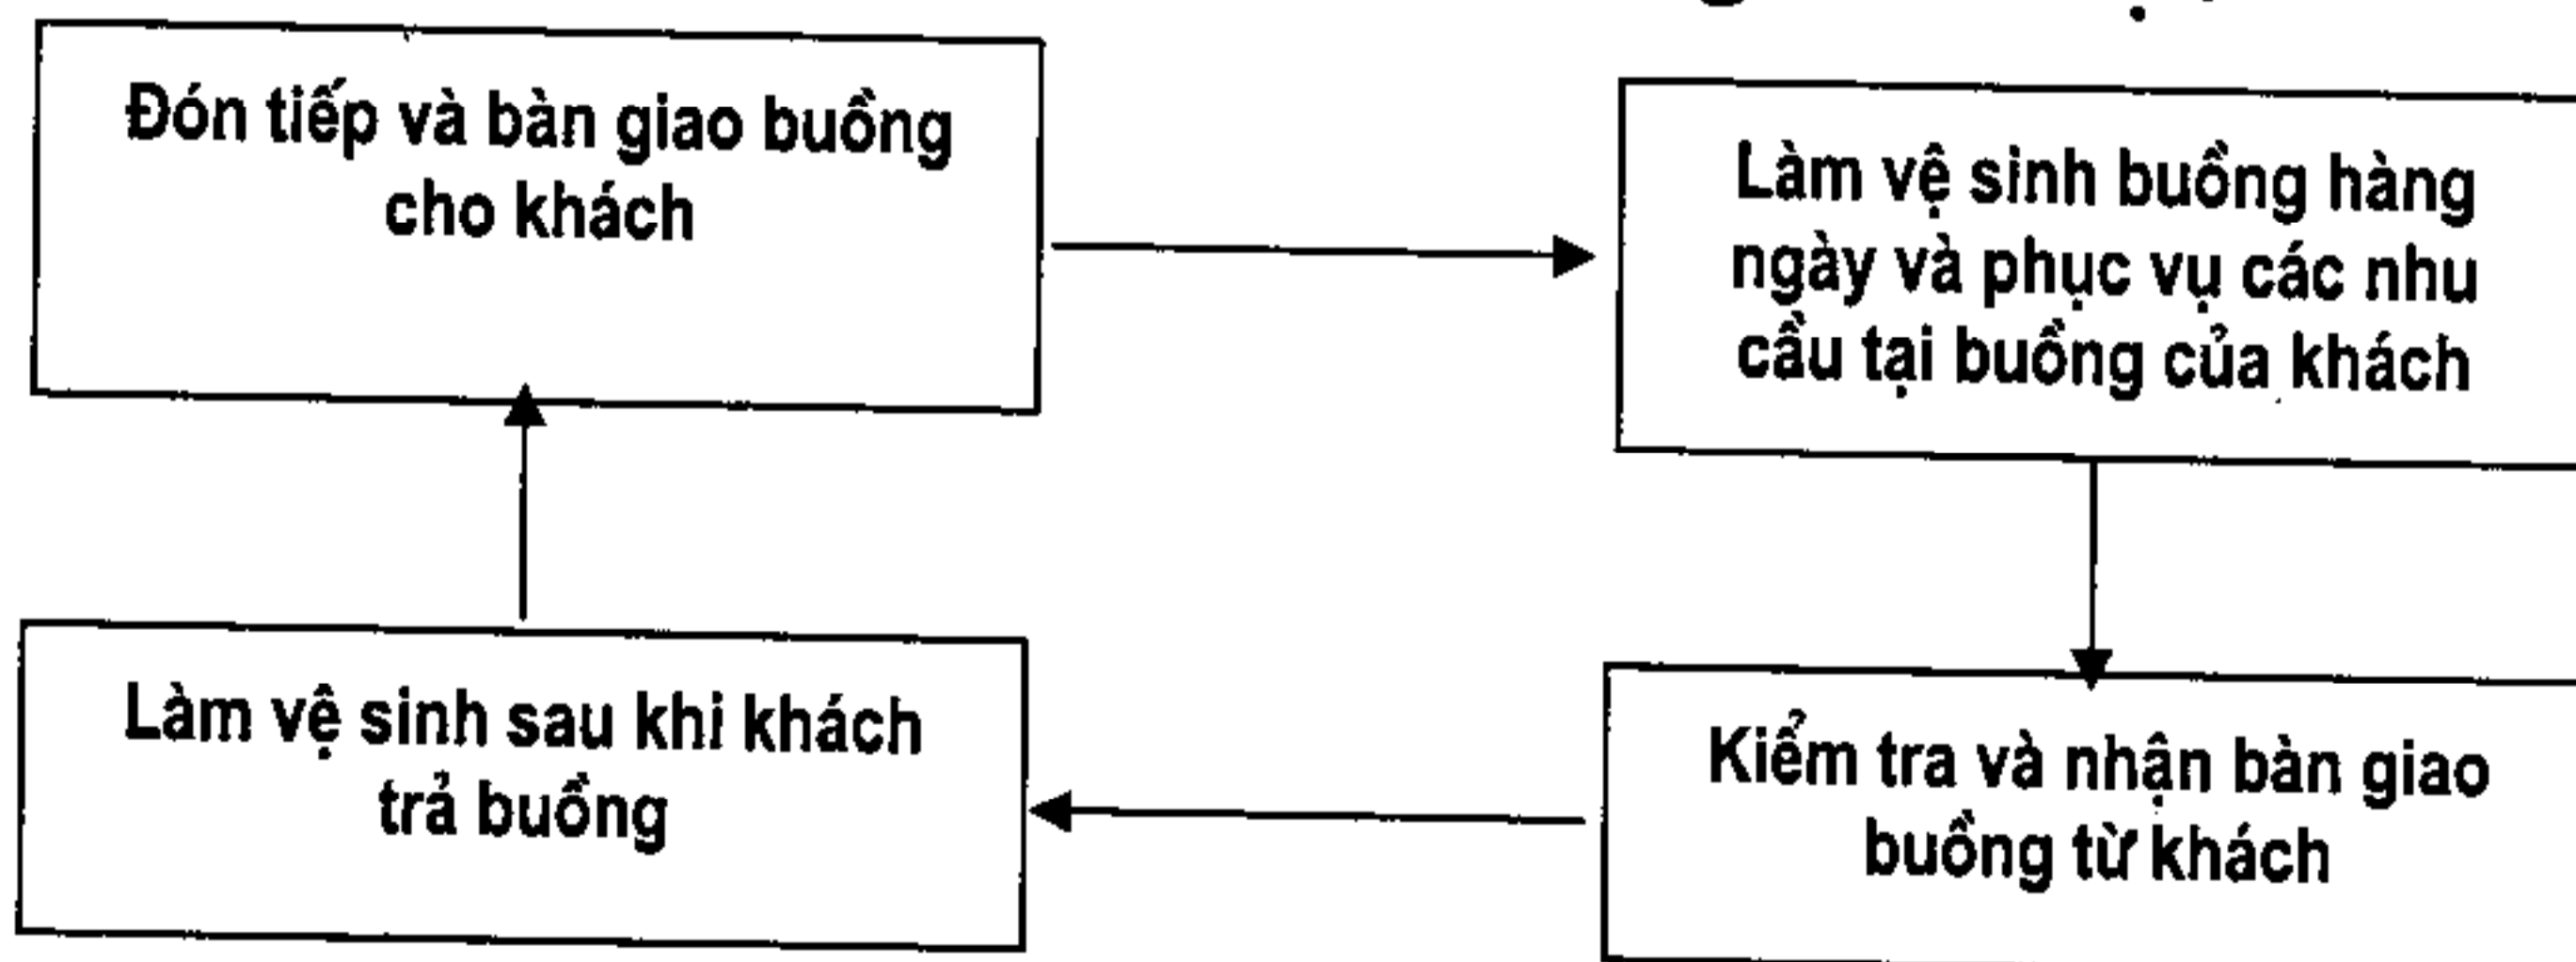 Đón tiếp và bàn giao buồng
cho khách
Làm vệ sinh buồng hàng
ngày và phục vụ các nhu
cầu tại buồng của khách
Làm vệ sinh sau khi khách
trả buồng
Kiểm tra và nhận bàn giao
buồng từ khách